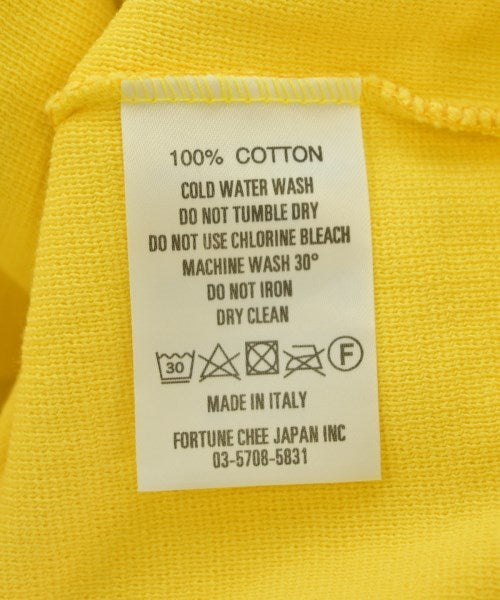 100% COTTON
COLD WATER WASH
DO NOT TUMBLE DRY
DO NOT USE CHLORINE BLEACH
MACHINE WASH 30°
DO NOT IRON
DRY CLEAN
30 F
MADE IN ITALY
FORTUNE CHEE JAPAN INC
03-5708-5831